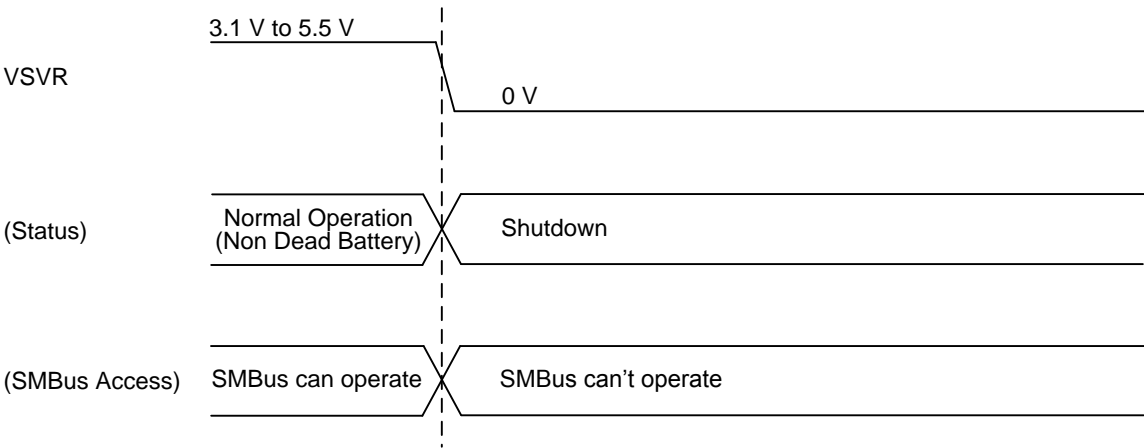 3.1 V to 5.5 V
VSVR
0 V
(Status)
Normal Operation
(Non Dead Battery)
Shutdown
(SMBus Access)
SMBus can operate
SMBus can't operate